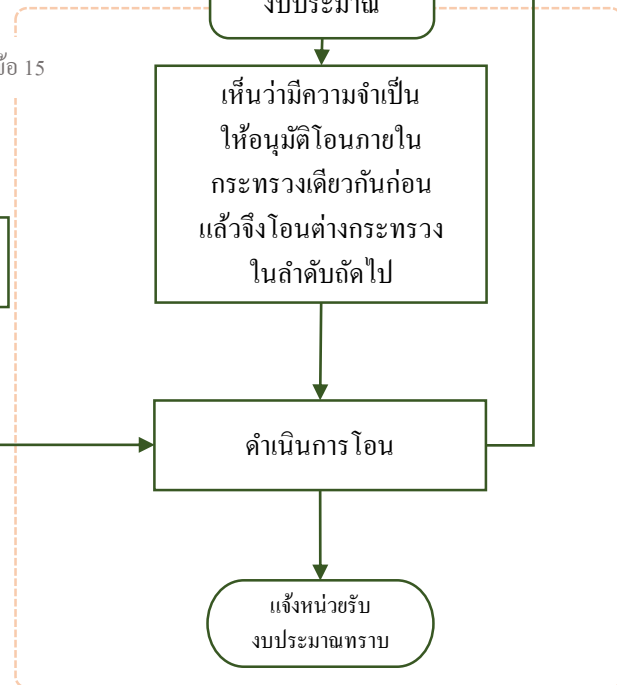 งบประมาณ
ข้อ 15
เห็นว่ามีความจำเป็น
ให้อนุมัติโอนภายใน
กระทรวงเดียวกันก่อน
แล้วจึงโอนต่างกระทรวง
ในลำดับถัดไป
ดำเนินการโอน
แจ้งหน่วยรับ
งบประมาณทราบ